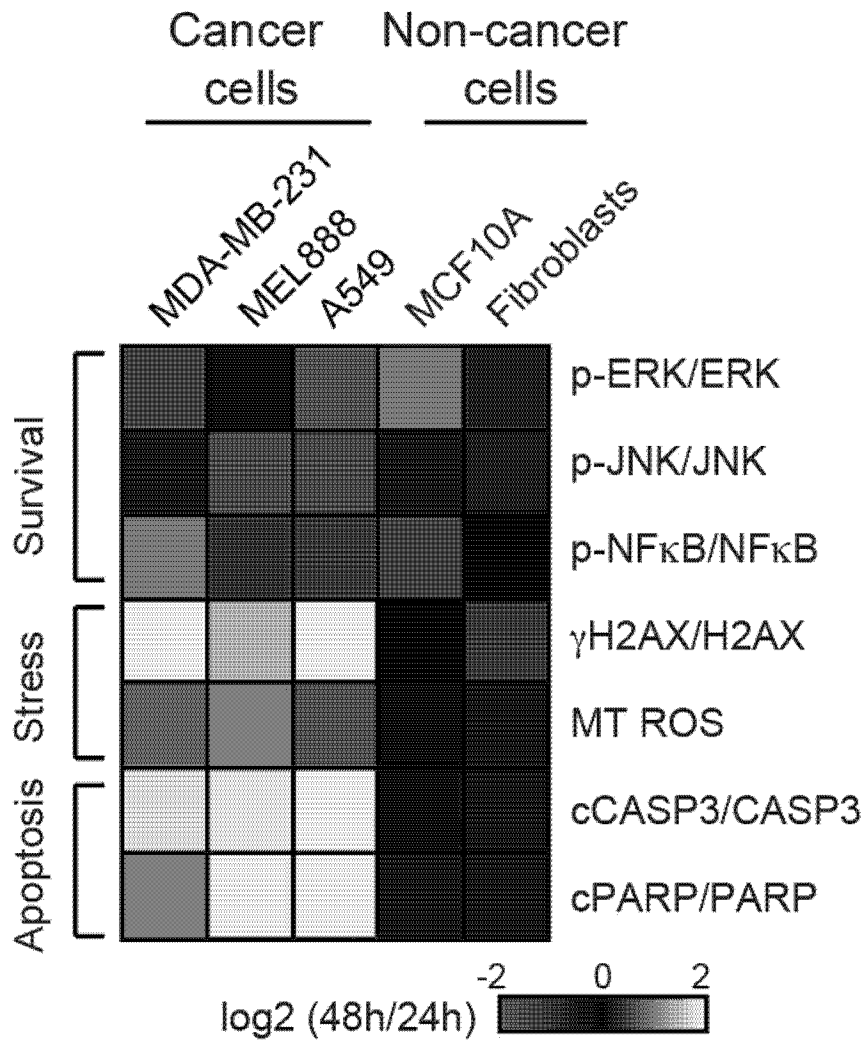 Cancer
cells
Non-cancer
cells
MDA-MB-231
MEL888
A549
MCF10A
Fibroblasts
Survival
p-ERK/ERK
p-JNK/JNK
p-NFκB/NFκB
Stress
γH2AX/H2AX
MT ROS
Apoptosis
cCASP3/CASP3
cPARP/PARP
-2 0 2
log2 (48h/24h)